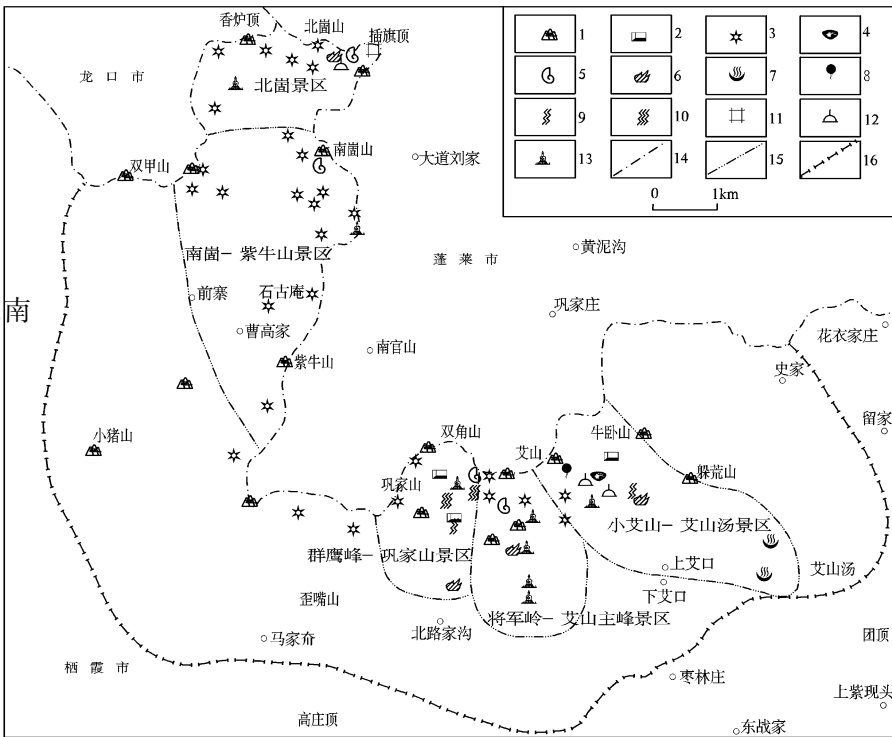 香炉顶
北崮山
插旗顶
龙口市
北崮景区
1
2
3
4
5
6
7
8
9
10
11
12
13
14
15
16
0 1km
双甲山
南崮山
大道刘家
南崮-紫牛山景区
蓬莱市
黄泥沟
南
前寨
石古庵
曹高家
巩家庄
花衣家庄
南官山
紫牛山
史家
留家
小猪山
双角山
艾山
牛卧山
巩家山
躲荒山
小艾山-艾山汤景区
群鹰峰-巩家山景区
上艾口
艾山汤
歪嘴山
下艾口
将军岭-艾山主峰景区
北路家沟
马家夼
团顶
栖霞市
枣林庄
上紫现头
高庄顶
东战家